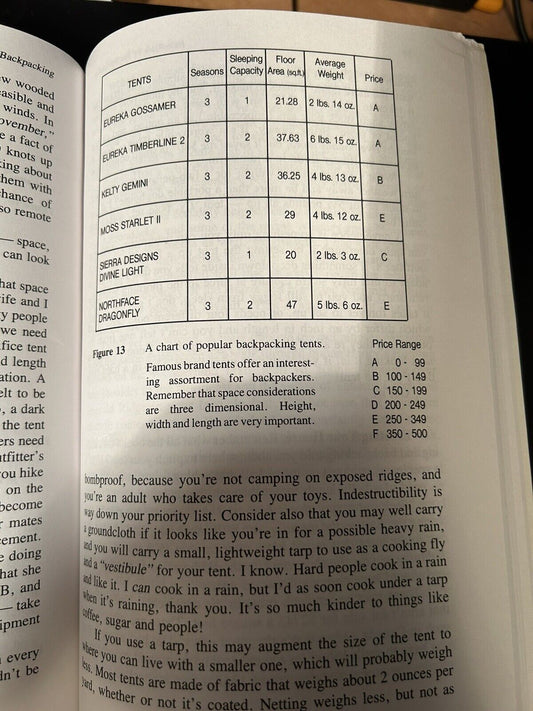 Backpacking
w wooded
asible and
winds. In
ovember,"
e a fact of
knots up
king about
hem with
hance of
so remote
— space,
can look
hat space
ife and I
y people
we need
fice tent
d length
ation. A
elt to be
, a dark
the tent
ers need
utfitter's
ou hike
on the
become
r mates
cement.
e doing
hat she
B, and
— take
ipment
every
dn't be
TENTS Seasons Sleeping Capacity Floor Area (sq.ft.) Average Weight Price
EUREKA GOSSAMER 3 1 21.28 2 lbs. 14 oz. A
EUREKA TIMBERLINE 2 3 2 37.63 6 lbs. 15 oz. A
KELTY GEMINI 3 2 36.25 4 lbs. 13 oz. B
MOSS STARLET II 3 2 29 4 lbs. 12 oz. E
SIERRA DESIGNS DIVINE LIGHT 3 1 20 2 lbs. 3 oz. C
NORTHFACE DRAGONFLY 3 2 47 5 lbs. 6 oz. E
Figure 13 A chart of popular backpacking tents.
Famous brand tents offer an interest-
ing assortment for backpackers.
Remember that space considerations
are three dimensional. Height,
width and length are very important.
Price Range
A 0 - 99
B 100 - 149
C 150 - 199
D 200 - 249
E 250 - 349
F 350 - 500
bombproof, because you're not camping on exposed ridges, and
you're an adult who takes care of your toys. Indestructibility is
way down your priority list. Consider also that you may well carry
a groundcloth if it looks like you're in for a possible heavy rain,
and you will carry a small, lightweight tarp to use as a cooking fly
and a "vestibule" for your tent. I know. Hard people cook in a rain
and like it. I can cook in a rain, but I'd as soon cook under a tarp
when it's raining, thank you. It's so much kinder to things like
coffee, sugar and people!
If you use a tarp, this may augment the size of the tent to
where you can live with a smaller one, which will probably weigh
less. Most tents are made of fabric that weighs about 2 ounces per
yard, whether or not it's coated. Netting weighs less, but not as